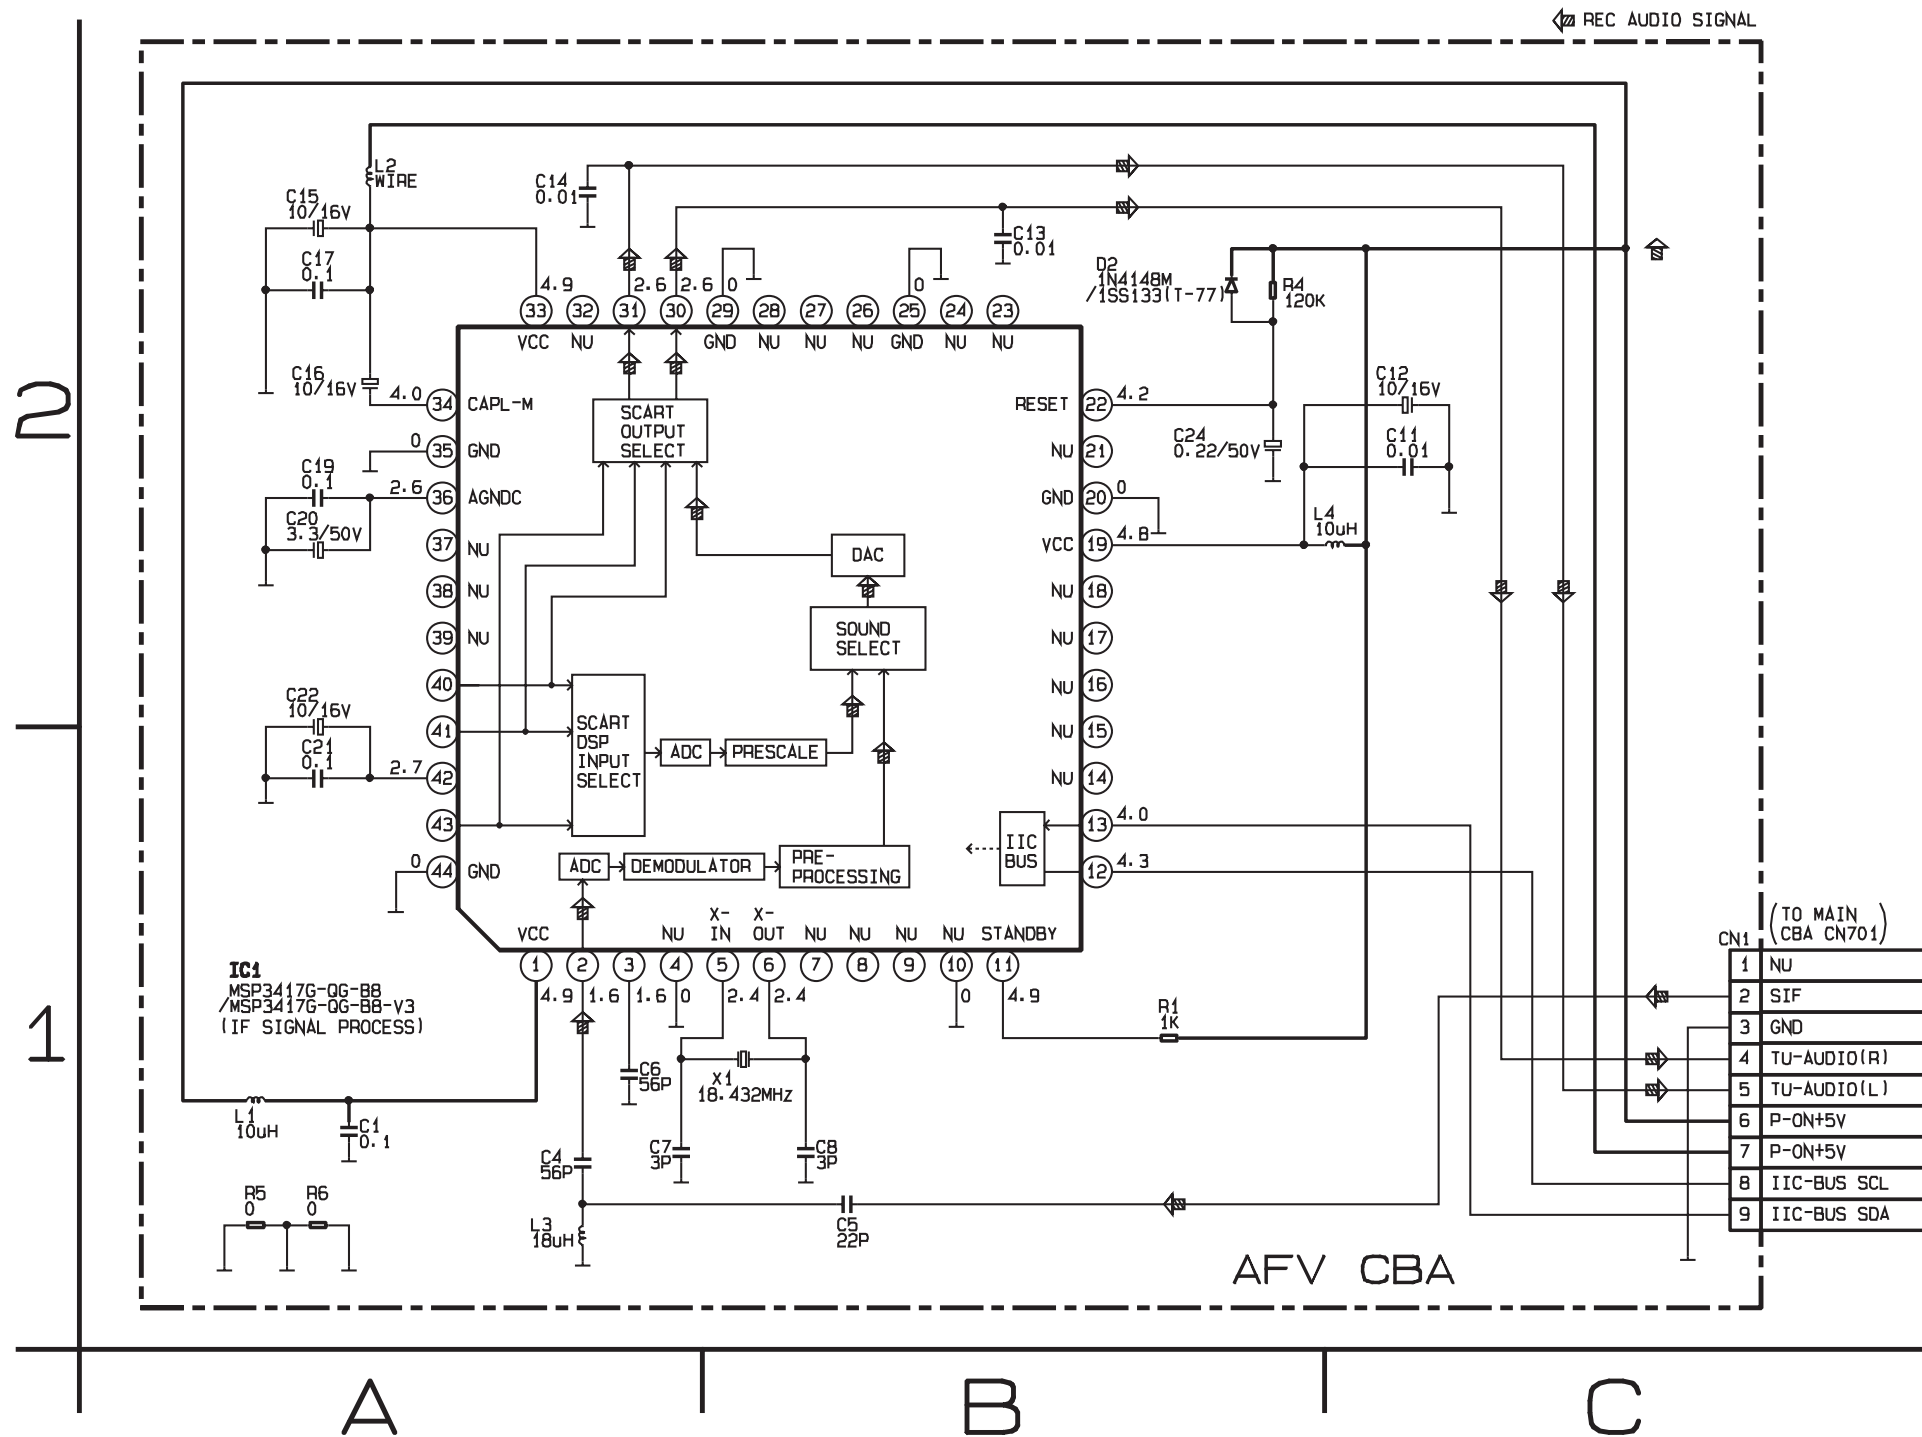 REC AUDIO SIGNAL
2
1
A
B
C
L2
WIRE
C15
10/16V
C17
0.1
C14
0.01
C13
0.01
D2
1N4148M
/1SS133(T-77)
R4
120K
4.9
2.6
2.6
0
0
33 32 31 30 29 28 27 26 25 24 23
VCC NU GND NU NU NU GND NU NU
C16
10/16V
4.0
34
CAPL-M
0
35
GND
C19
0.1
2.6
36
AGNDC
C20
3.3/50V
37
NU
38
NU
39
NU
40
41
C22
10/16V
C21
0.1
2.7
42
43
0
44
GND
SCART
OUTPUT
SELECT
DAC
SOUND
SELECT
SCART
DSP
INPUT
SELECT
ADC
PRESCALE
ADC
DEMODULATOR
PRE-
PROCESSING
IIC
BUS
RESET
22
4.2
NU
21
GND
20
0
VCC
19
4.8
NU
18
NU
17
NU
16
NU
15
NU
14
13
4.0
12
4.3
C24
0.22/50V
C12
10/16V
C11
0.01
L4
10uH
X-
IN
X-
OUT
VCC NU NU NU NU NU STANDBY
1 2 3 4 5 6 7 8 9 10 11
4.9 1.6 1.6 0 2.4 2.4 0 4.9
IC1
MSP3417G-QG-B8
/MSP3417G-QG-B8-V3
(IF SIGNAL PROCESS)
R1
1K
C6
56P
X1
18.432MHz
L1
10uH
C1
0.1
C4
56P
C7
3P
C8
3P
R5
0
R6
0
L3
18uH
C5
22P
AFV CBA
CN1
(TO MAIN
CBA CN701)
1 NU
2 SIF
3 GND
4 TU-AUDIO(R)
5 TU-AUDIO(L)
6 P-ON+5V
7 P-ON+5V
8 IIC-BUS SCL
9 IIC-BUS SDA